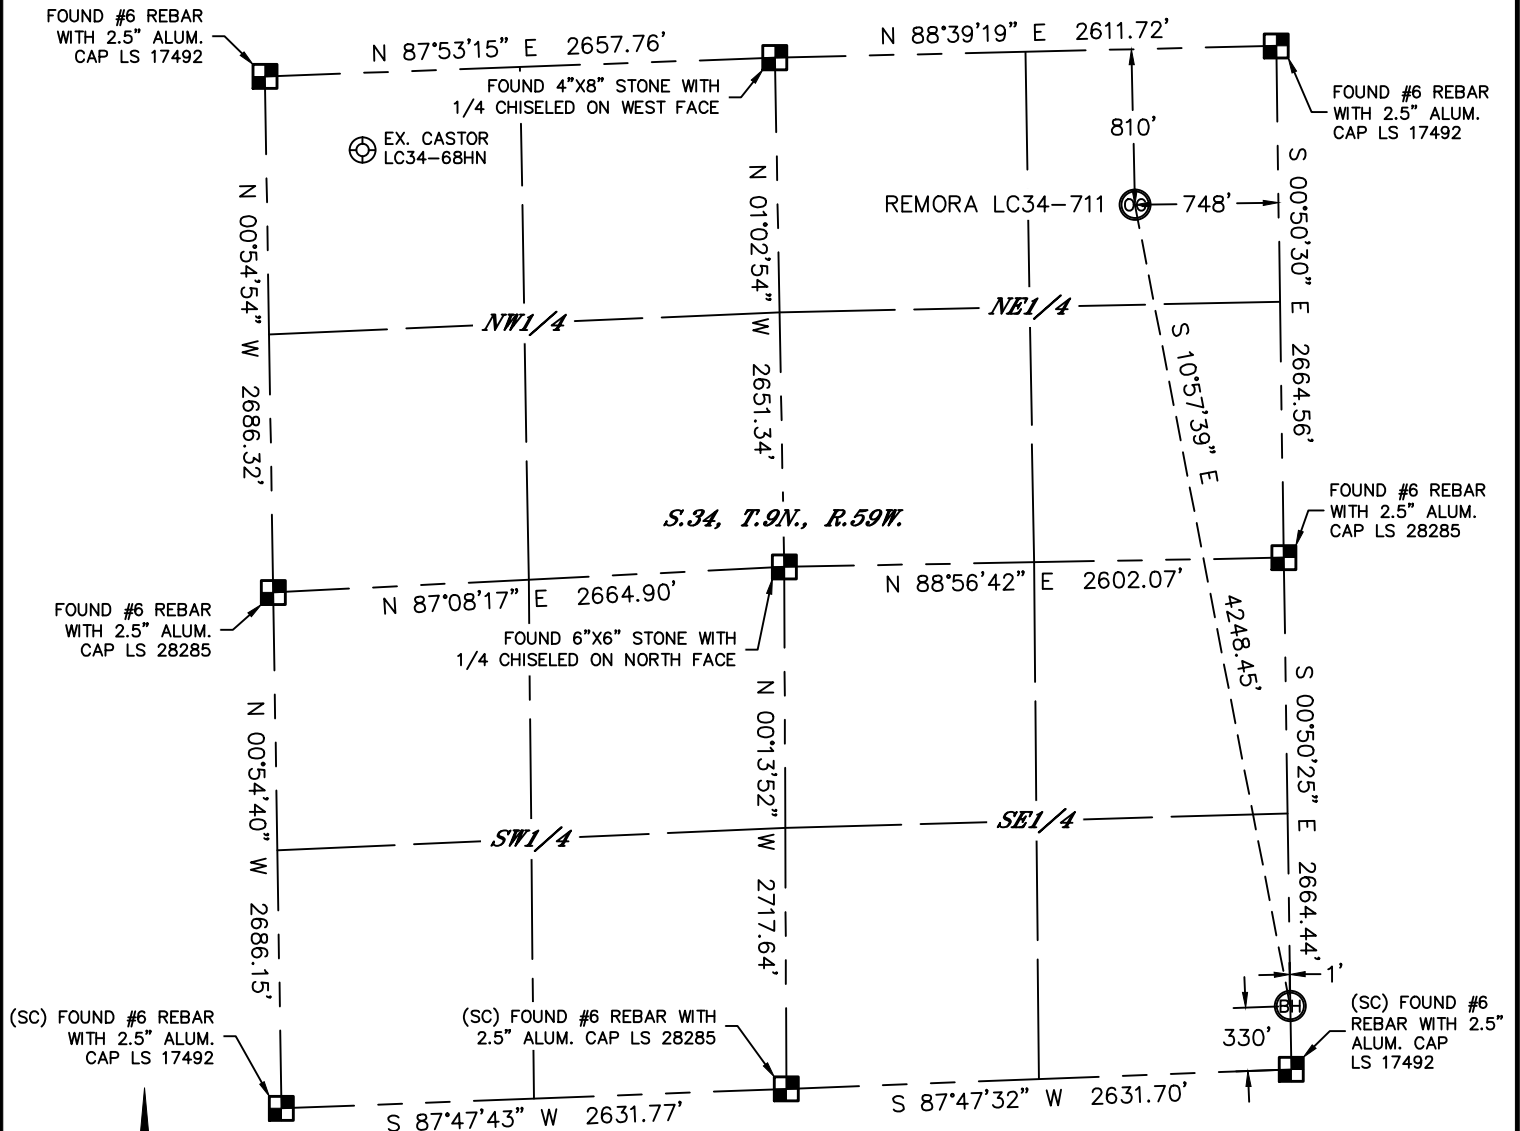 FOUND #6 REBAR
WITH 2.5" ALUM.
CAP LS 17492
N 87°53'15" E 2657.76'
N 88°39'19" E 2611.72'
FOUND 4"X8" STONE WITH
1/4 CHISELED ON WEST FACE
FOUND #6 REBAR
WITH 2.5" ALUM.
CAP LS 17492
EX. CASTOR
LC34-68HN
810'
REMORA LC34-711
OG
748'
N 00°54'54" W 2686.32'
N 01°02'54" W 2651.34'
S 00°50'30" E 2664.56'
NW1/4
NE1/4
S 10°57'39" E 4248.45'
S.34, T.9N., R.59W.
FOUND #6 REBAR
WITH 2.5" ALUM.
CAP LS 28285
N 87°08'17" E 2664.90'
N 88°56'42" E 2602.07'
FOUND #6 REBAR
WITH 2.5" ALUM.
CAP LS 28285
FOUND 6"X6" STONE WITH
1/4 CHISELED ON NORTH FACE
N 00°54'40" W 2686.15'
N 00°13'52" W 2717.64'
S 00°50'25" E 2664.44'
SW1/4
SE1/4
1'
BH
330'
(SC) FOUND #6 REBAR
WITH 2.5" ALUM.
CAP LS 17492
(SC) FOUND #6 REBAR WITH
2.5" ALUM. CAP LS 28285
(SC) FOUND #6
REBAR WITH 2.5"
ALUM. CAP
LS 17492
S 87°47'43" W 2631.77'
S 87°47'32" W 2631.70'